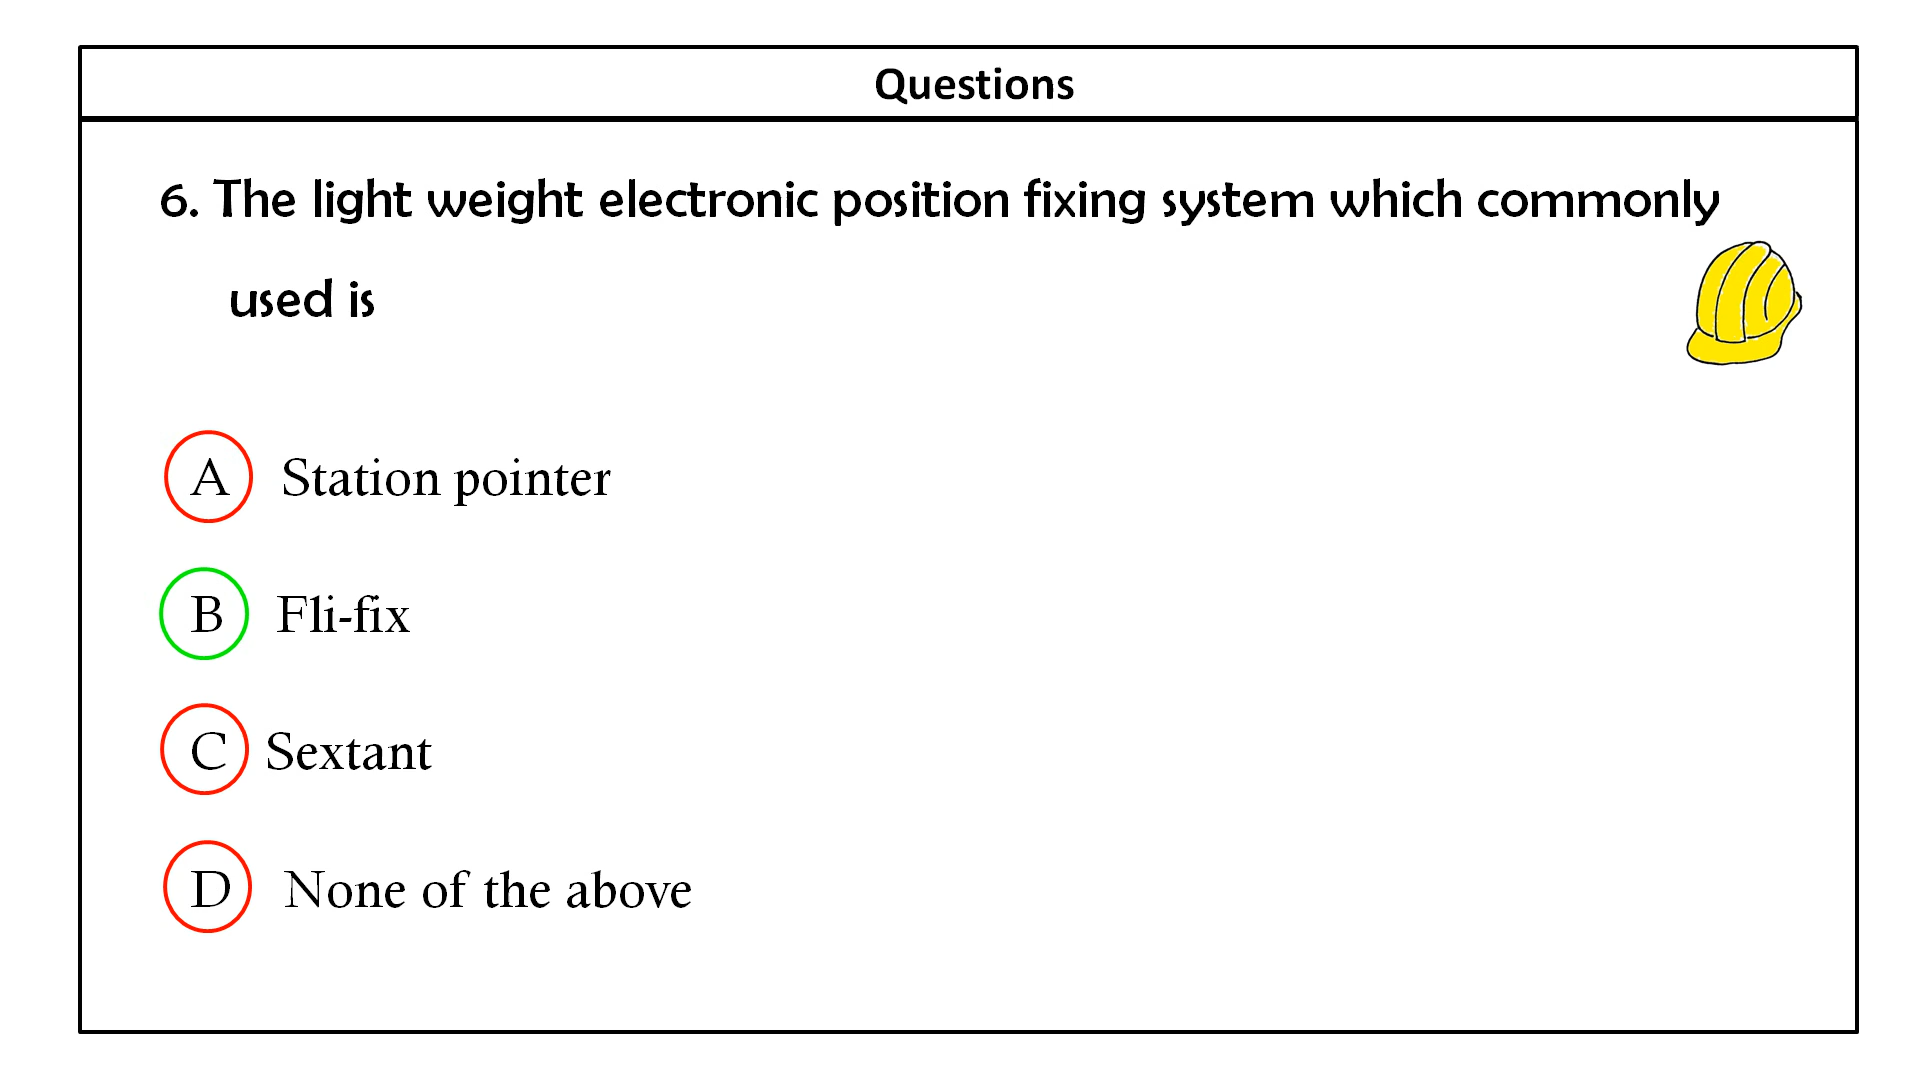 Questions
6. The light weight electronic position fixing system which commonly
used is
A Station pointer
B Fli-fix
C Sextant
D None of the above